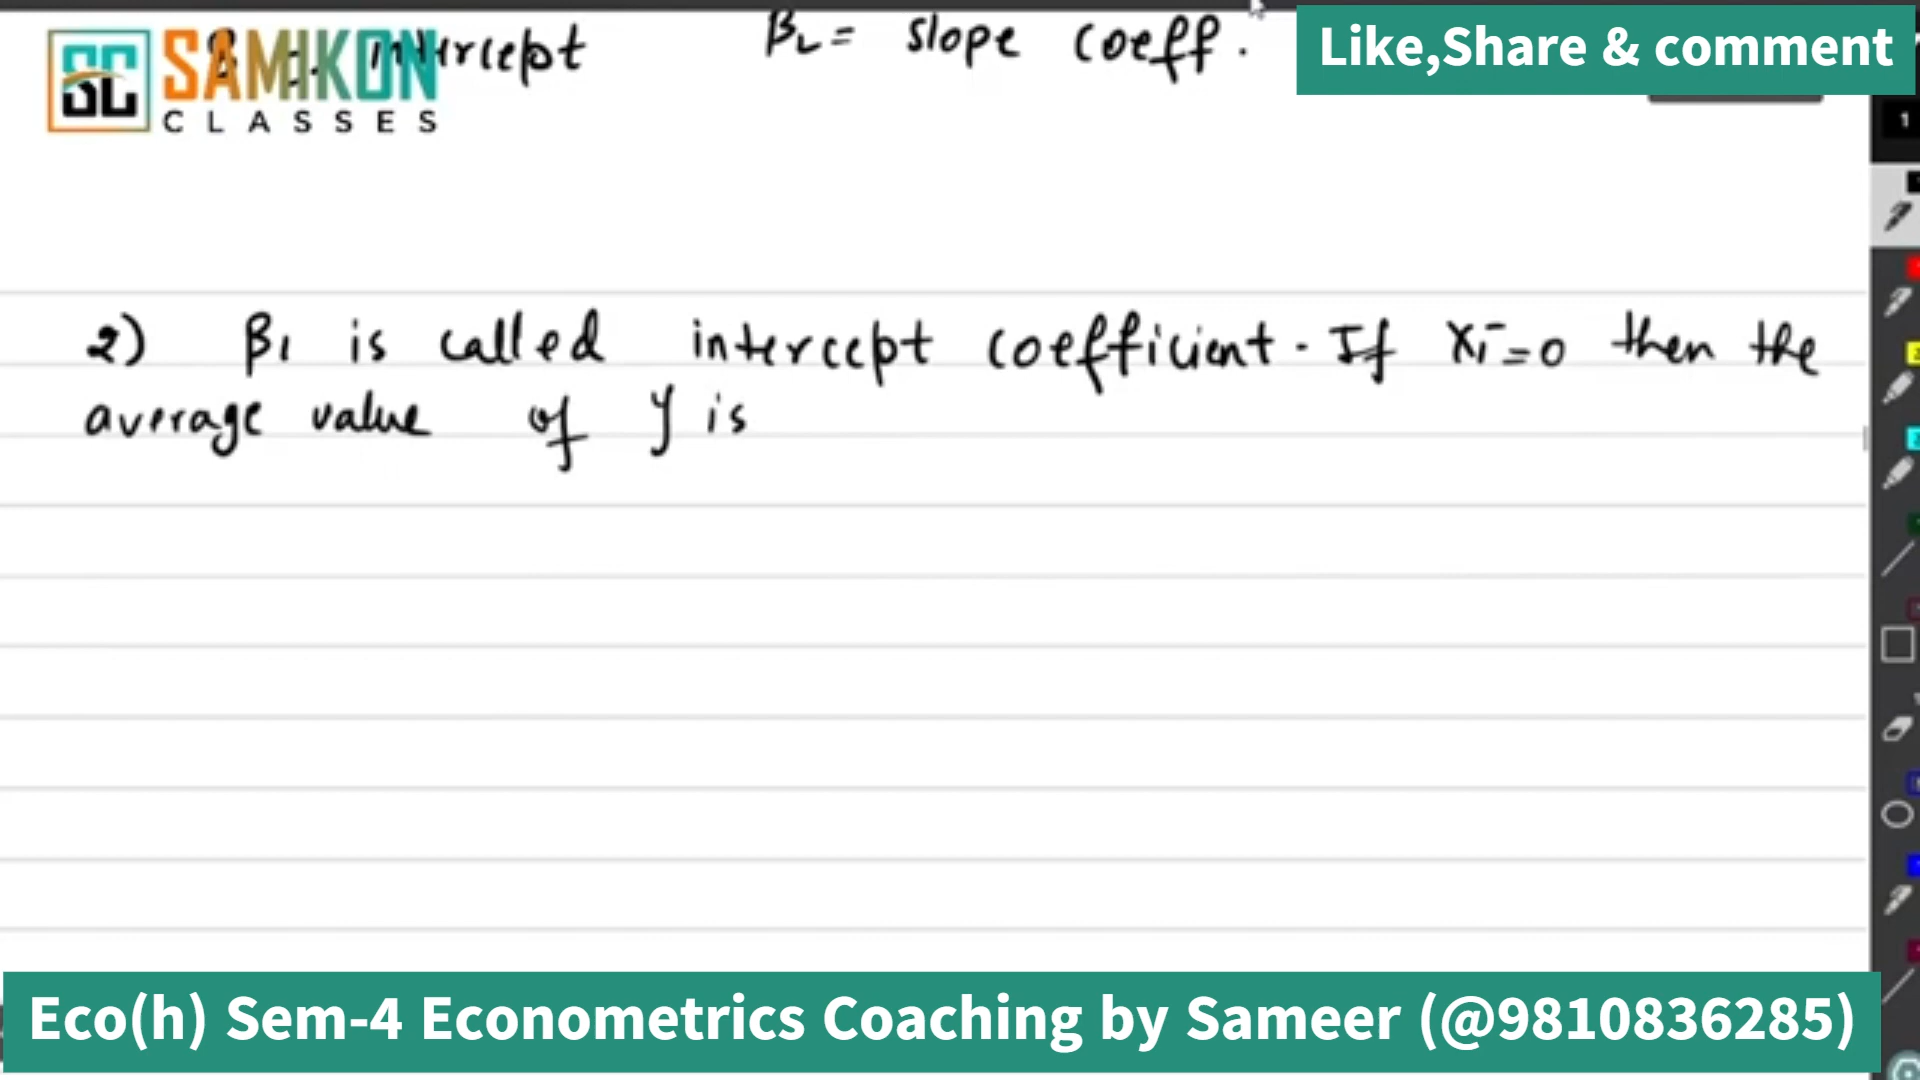 intercept β2 = slope coeff.
Like,Share & comment
SC SAMIKON
CLASSES
2) β1 is called intercept coefficient. If Xi=0 then the
average value of Y is
Eco(h) Sem-4 Econometrics Coaching by Sameer (@9810836285)